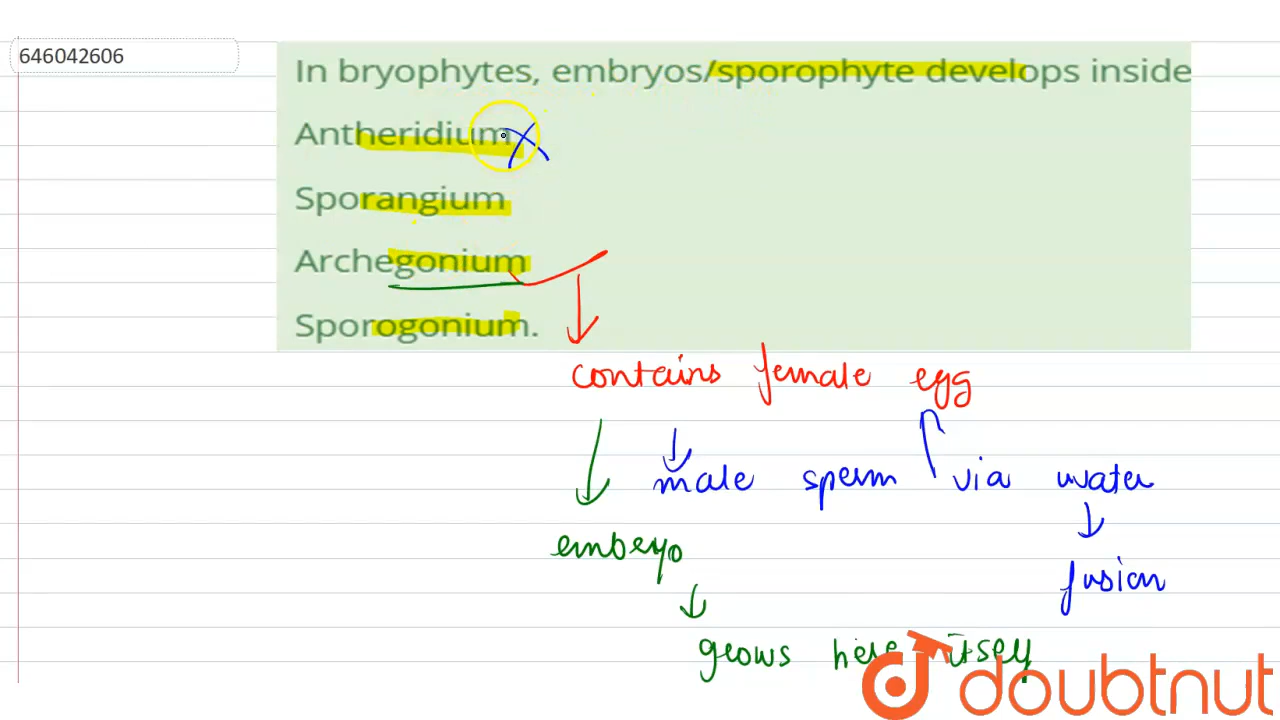 646042606
In bryophytes, embryos/sporophyte develops inside
Antheridium.
Sporangium
Archegonium
Sporogonium.
contains female egg
male sperm via water
embryo
fusion
grows here itself
doubtnut